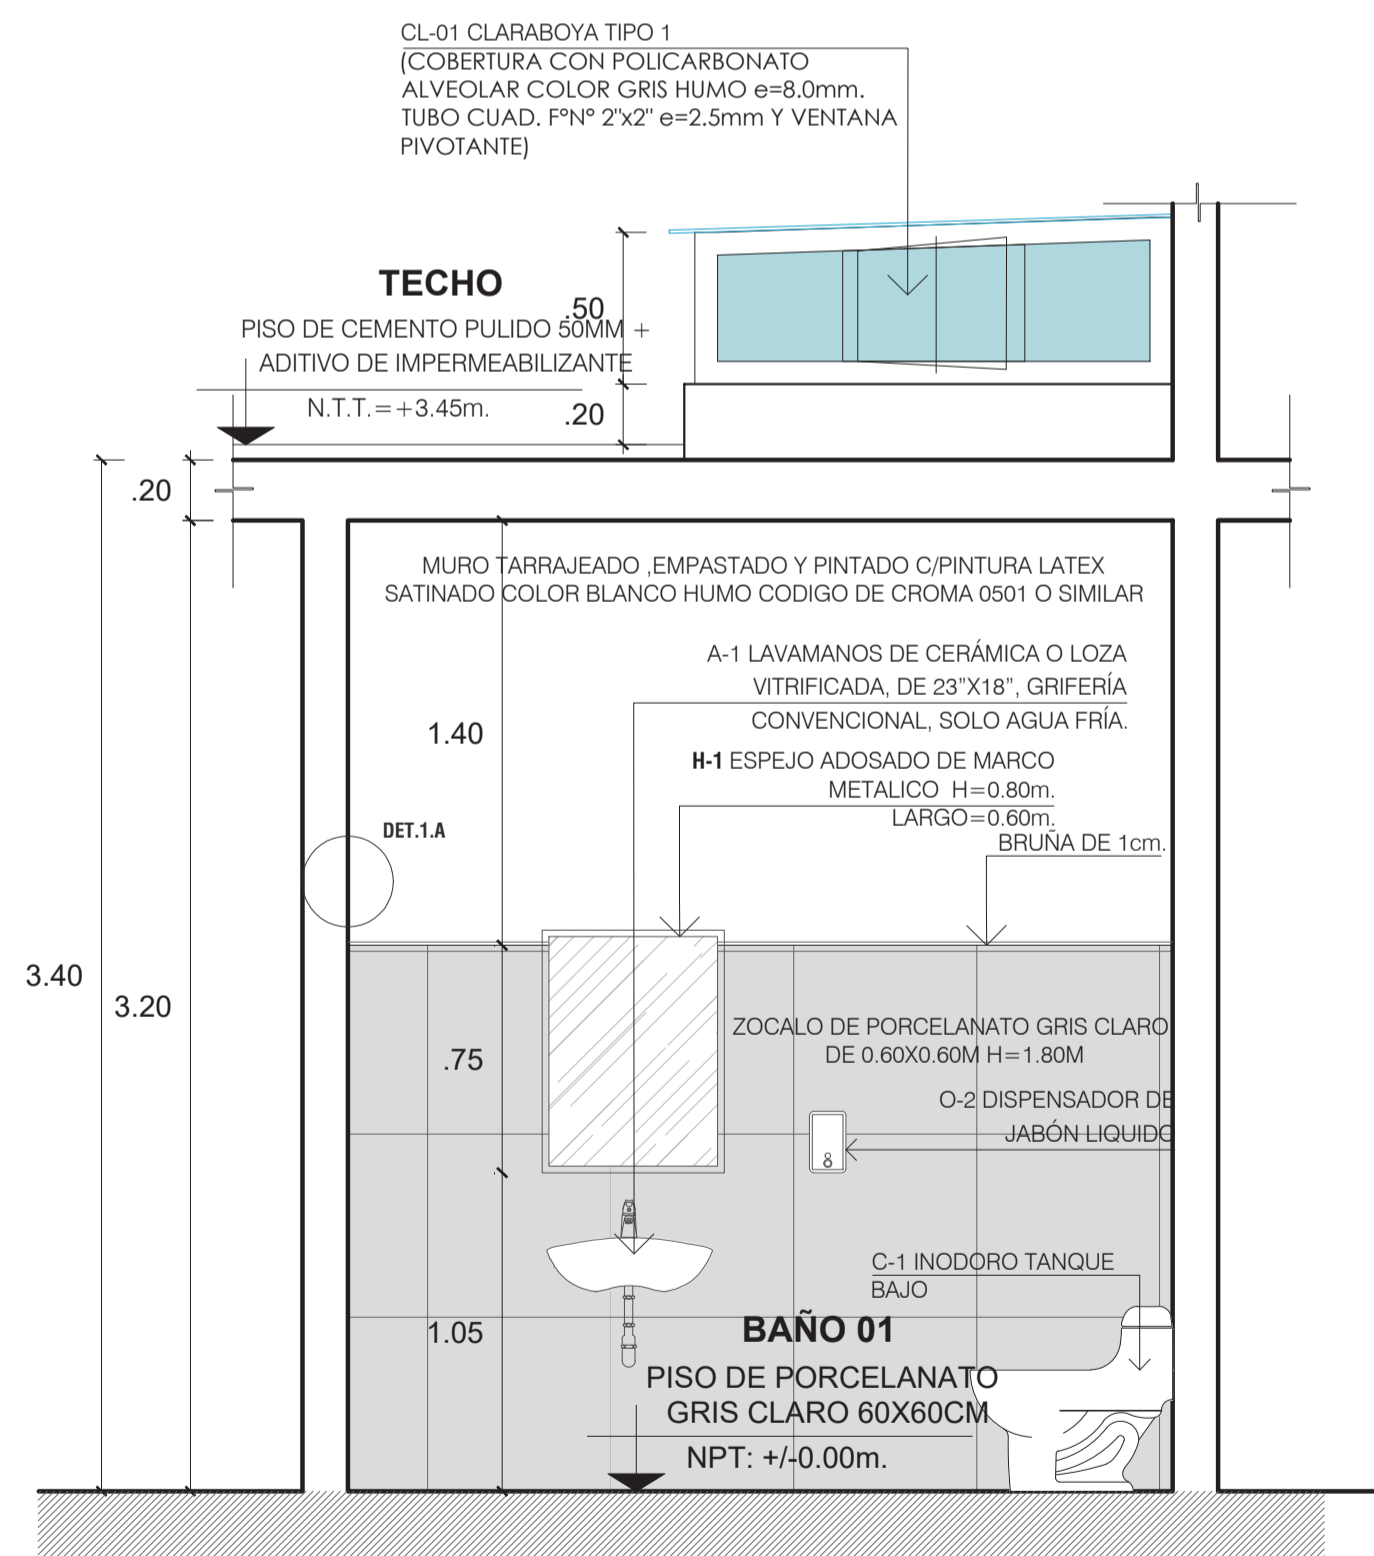 CL-01 CLARABOYA TIPO 1
(COBERTURA CON POLICARBONATO
ALVEOLAR COLOR GRIS HUMO e=8.0mm.
TUBO CUAD. F°N° 2"x2" e=2.5mm Y VENTANA
PIVOTANTE)
TECHO
.50
PISO DE CEMENTO PULIDO 50MM +
ADITIVO DE IMPERMEABILIZANTE
N.T.T.=+3.45m.
.20
.20
MURO TARRAJEADO ,EMPASTADO Y PINTADO C/PINTURA LATEX
SATINADO COLOR BLANCO HUMO CODIGO DE CROMA 0501 O SIMILAR
A-1 LAVAMANOS DE CERÁMICA O LOZA
VITRIFICADA, DE 23”X18”, GRIFERÍA
CONVENCIONAL, SOLO AGUA FRÍA.
1.40
H-1 ESPEJO ADOSADO DE MARCO
METALICO H=0.80m.
LARGO=0.60m.
DET.1.A
BRUÑA DE 1cm.
3.40
3.20
ZOCALO DE PORCELANATO GRIS CLARO
DE 0.60X0.60M H=1.80M
.75
O-2 DISPENSADOR DE
JABÓN LIQUIDO
C-1 INODORO TANQUE
BAJO
1.05
BAÑO 01
PISO DE PORCELANATO
GRIS CLARO 60X60CM
NPT: +/-0.00m.